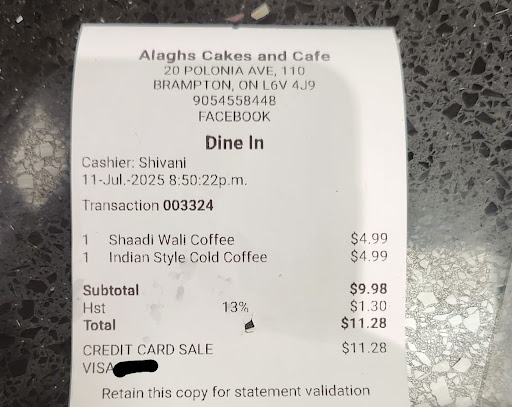 Alaghs Cakes and Cafe
20 POLONIA AVE, 110
BRAMPTON, ON L6V 4J9
9054558448
FACEBOOK
Dine In
Cashier: Shivani
11-Jul.-2025 8:50:22p.m.
Transaction 003324
1 Shaadi Wali Coffee $4.99
1 Indian Style Cold Coffee $4.99
Subtotal $9.98
Hst 13% $1.30
Total $11.28
CREDIT CARD SALE $11.28
VISA
Retain this copy for statement validation